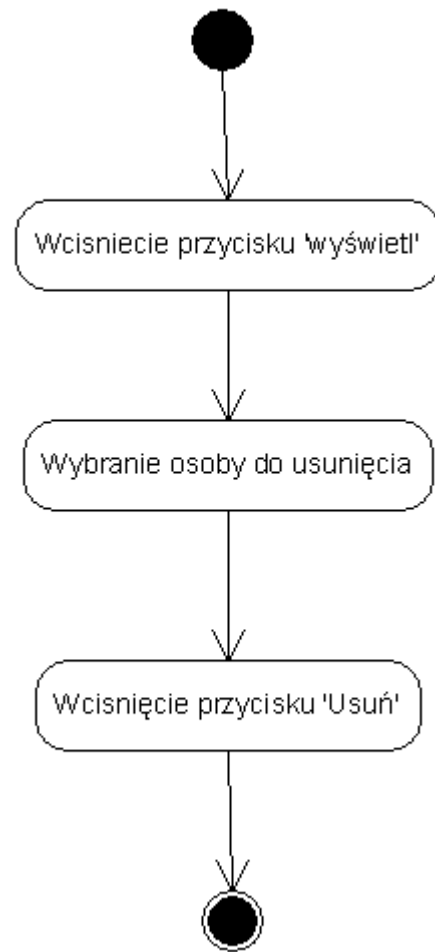 Wcisniecie przycisku 'wyświetl'
Wybranie osoby do usunięcia
Wcisnięcie przycisku 'Usuń'